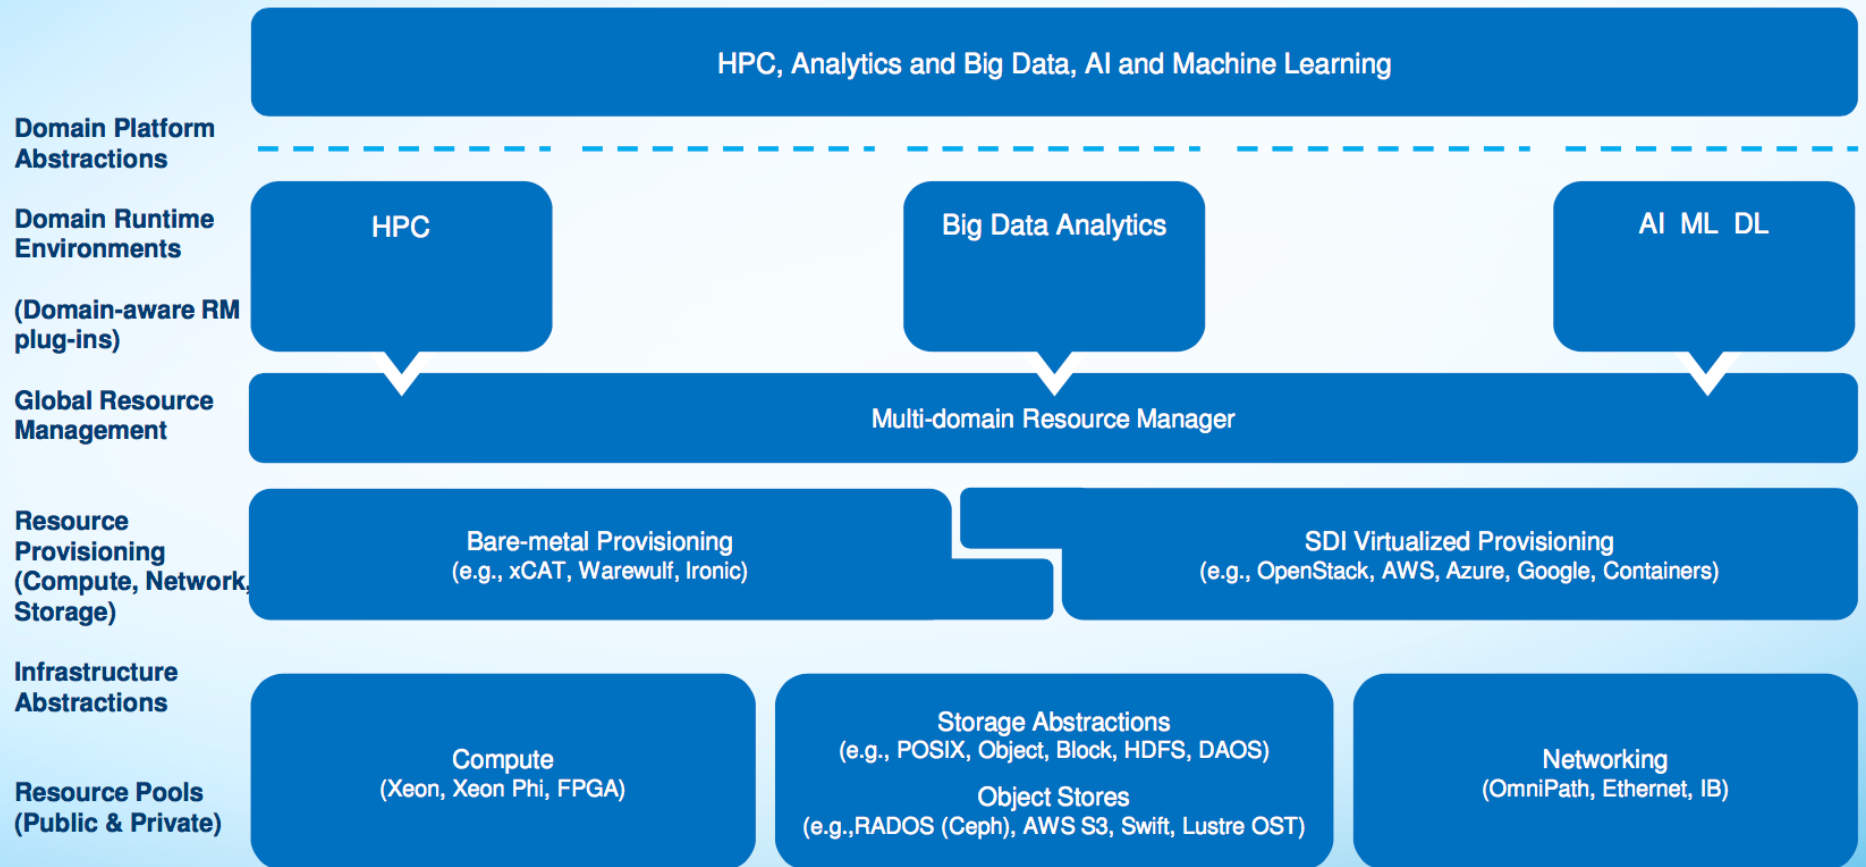 HPC, Analytics and Big Data, AI and Machine Learning
Domain Platform
Abstractions
Domain Runtime
Environments
(Domain-aware RM
plug-ins)
HPC
Big Data Analytics
AI ML DL
Global Resource
Management
Multi-domain Resource Manager
Resource
Provisioning
(Compute, Network,
Storage)
Bare-metal Provisioning
(e.g., xCAT, Warewulf, Ironic)
SDI Virtualized Provisioning
(e.g., OpenStack, AWS, Azure, Google, Containers)
Infrastructure
Abstractions
Resource Pools
(Public & Private)
Compute
(Xeon, Xeon Phi, FPGA)
Storage Abstractions
(e.g., POSIX, Object, Block, HDFS, DAOS)
Object Stores
(e.g.,RADOS (Ceph), AWS S3, Swift, Lustre OST)
Networking
(OmniPath, Ethernet, IB)